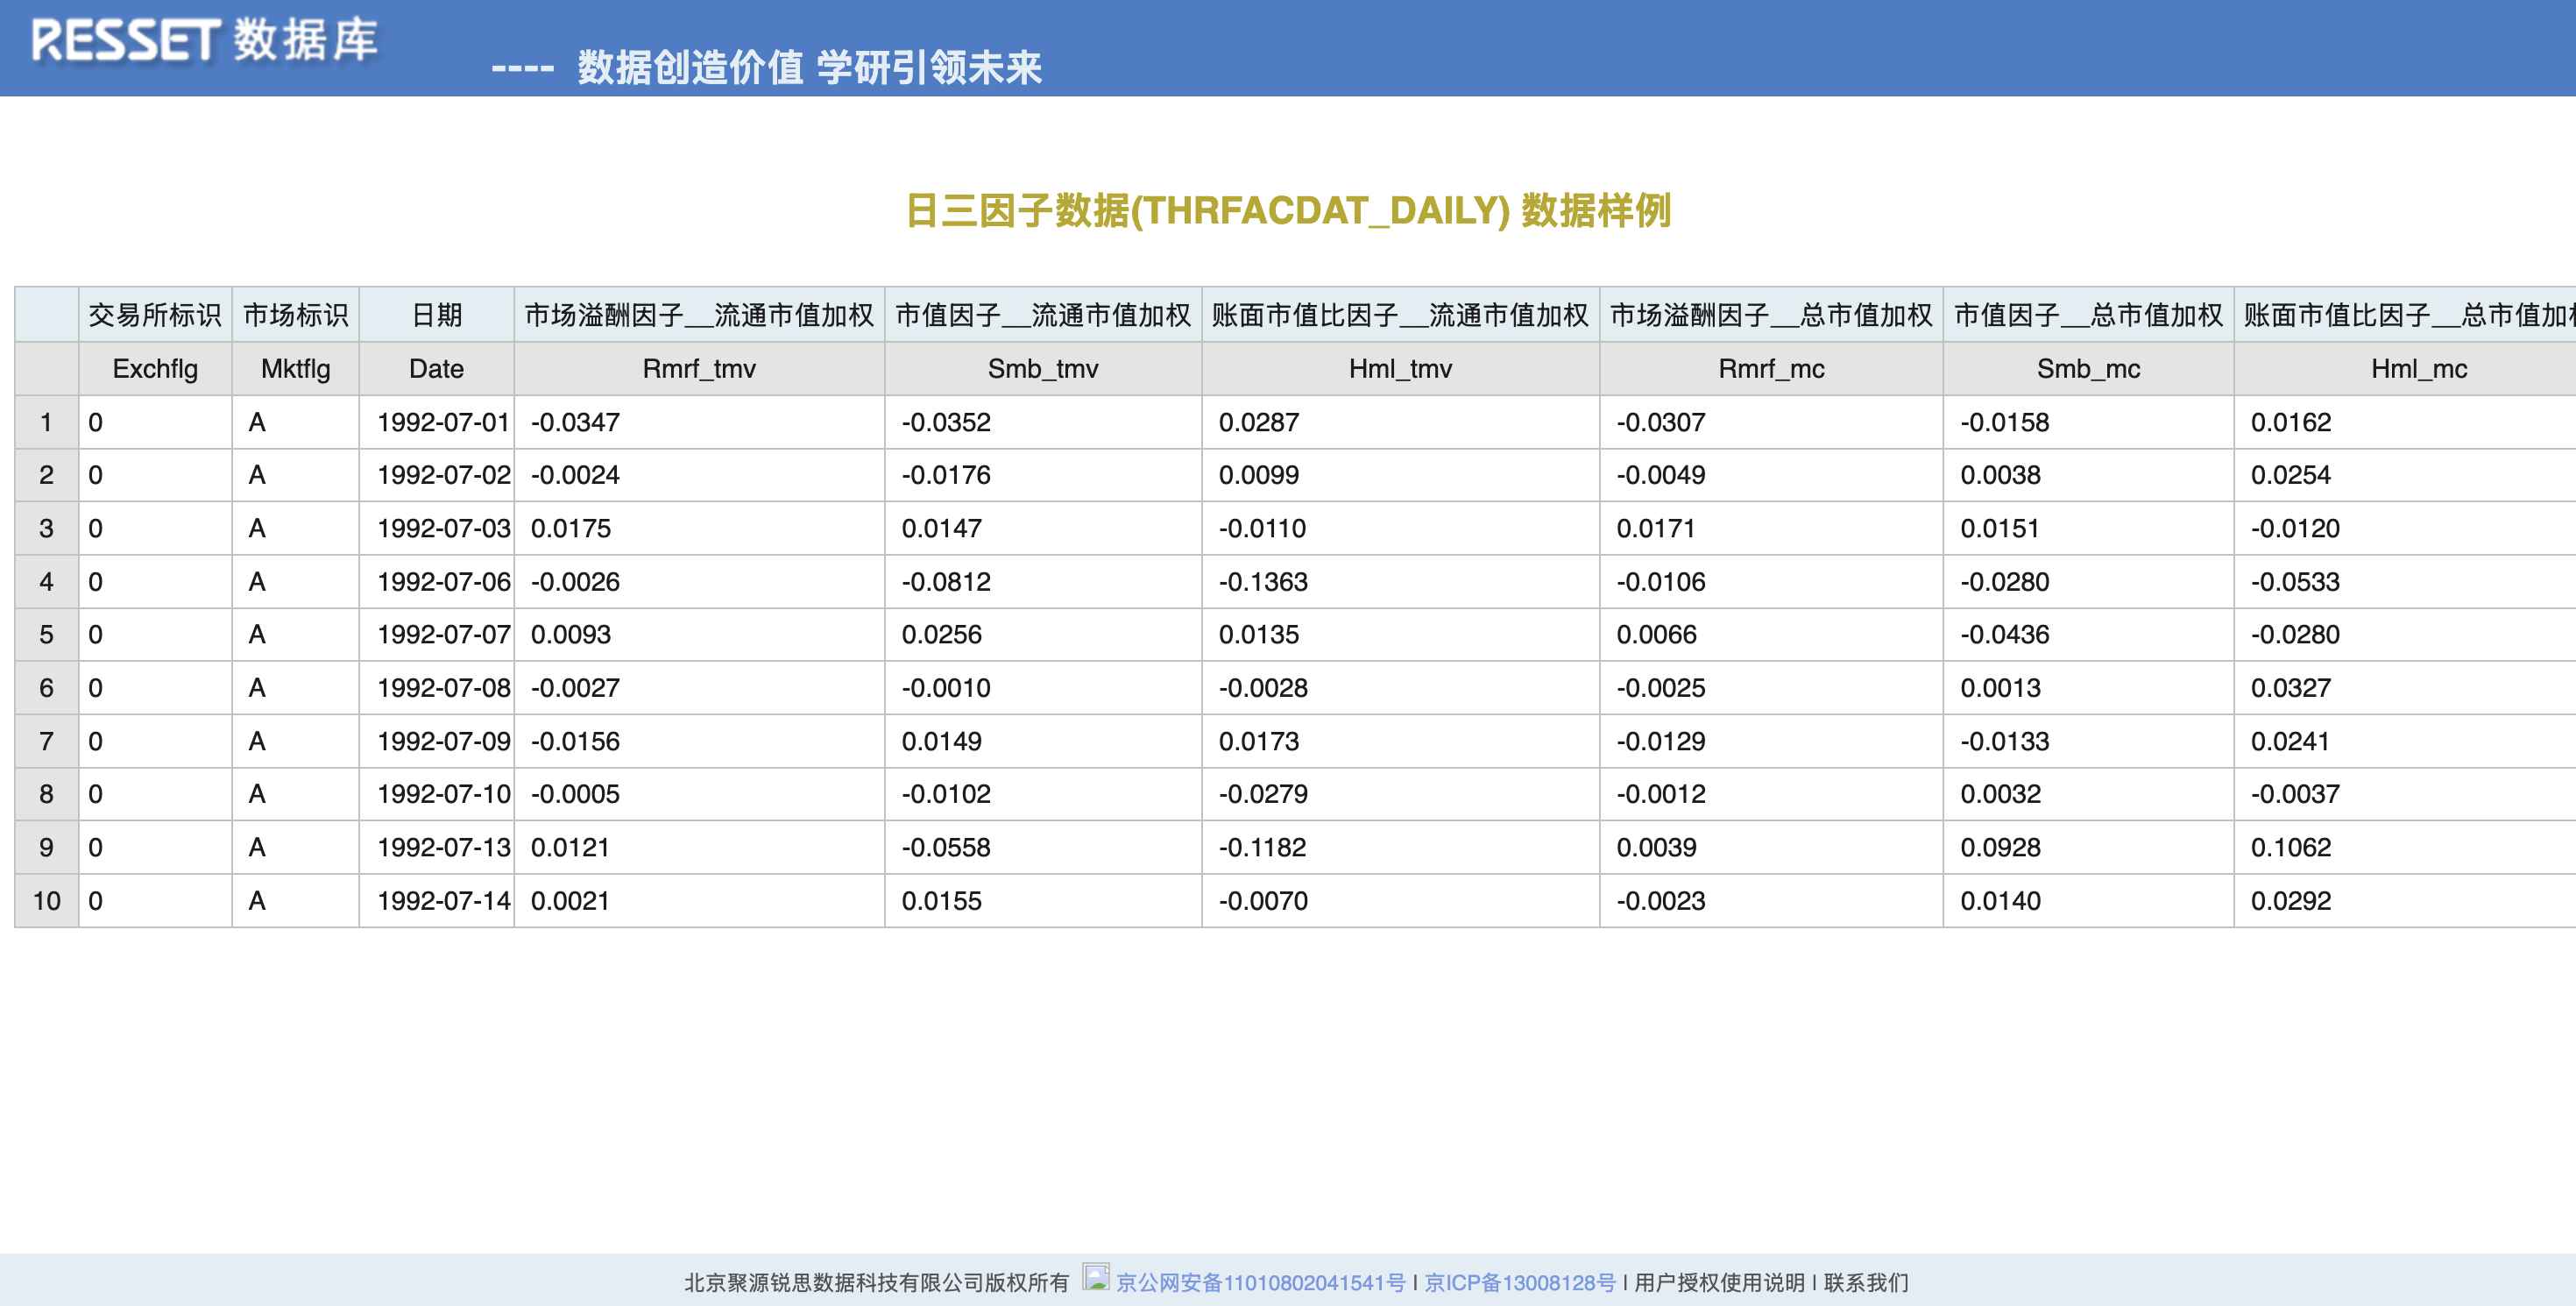 RESSET 数据库
---- 数据创造价值 学研引领未来
日三因子数据(THRFACDAT_DAILY) 数据样例
交易所标识 市场标识 日期 市场溢酬因子__流通市值加权 市值因子__流通市值加权 账面市值比因子__流通市值加权 市场溢酬因子__总市值加权 市值因子__总市值加权 账面市值比因子__总市值加
Exchflg Mktflg Date Rmrf_tmv Smb_tmv Hml_tmv Rmrf_mc Smb_mc Hml_mc
1 0 A 1992-07-01 -0.0347 -0.0352 0.0287 -0.0307 -0.0158 0.0162
2 0 A 1992-07-02 -0.0024 -0.0176 0.0099 -0.0049 0.0038 0.0254
3 0 A 1992-07-03 0.0175 0.0147 -0.0110 0.0171 0.0151 -0.0120
4 0 A 1992-07-06 -0.0026 -0.0812 -0.1363 -0.0106 -0.0280 -0.0533
5 0 A 1992-07-07 0.0093 0.0256 0.0135 0.0066 -0.0436 -0.0280
6 0 A 1992-07-08 -0.0027 -0.0010 -0.0028 -0.0025 0.0013 0.0327
7 0 A 1992-07-09 -0.0156 0.0149 0.0173 -0.0129 -0.0133 0.0241
8 0 A 1992-07-10 -0.0005 -0.0102 -0.0279 -0.0012 0.0032 -0.0037
9 0 A 1992-07-13 0.0121 -0.0558 -0.1182 0.0039 0.0928 0.1062
10 0 A 1992-07-14 0.0021 0.0155 -0.0070 -0.0023 0.0140 0.0292
北京聚源锐思数据科技有限公司版权所有 京公网安备11010802041541号 | 京ICP备13008128号 | 用户授权使用说明 | 联系我们